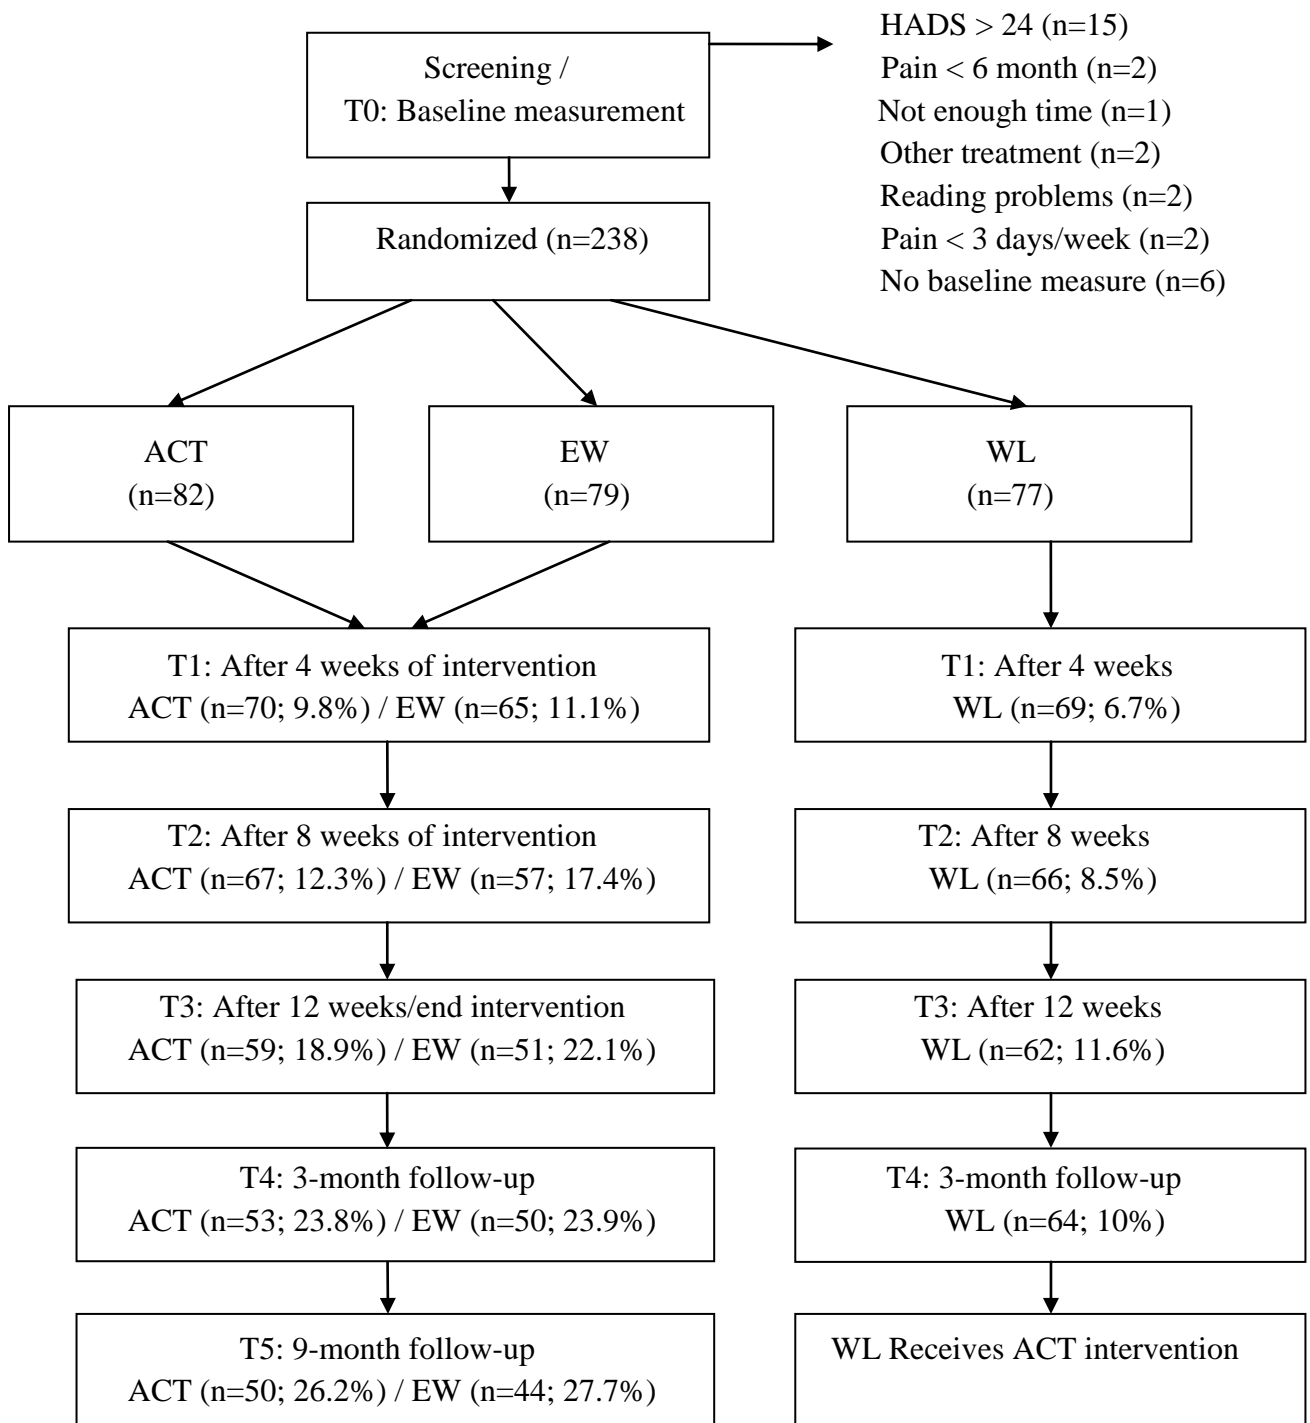 Screening /
T0: Baseline measurement
HADS > 24 (n=15)
Pain < 6 month (n=2)
Not enough time (n=1)
Other treatment (n=2)
Reading problems (n=2)
Pain < 3 days/week (n=2)
No baseline measure (n=6)
Randomized (n=238)
ACT
(n=82)
EW
(n=79)
WL
(n=77)
T1: After 4 weeks of intervention
ACT (n=70; 9.8%) / EW (n=65; 11.1%)
T1: After 4 weeks
WL (n=69; 6.7%)
T2: After 8 weeks of intervention
ACT (n=67; 12.3%) / EW (n=57; 17.4%)
T2: After 8 weeks
WL (n=66; 8.5%)
T3: After 12 weeks/end intervention
ACT (n=59; 18.9%) / EW (n=51; 22.1%)
T3: After 12 weeks
WL (n=62; 11.6%)
T4: 3-month follow-up
ACT (n=53; 23.8%) / EW (n=50; 23.9%)
T4: 3-month follow-up
WL (n=64; 10%)
T5: 9-month follow-up
ACT (n=50; 26.2%) / EW (n=44; 27.7%)
WL Receives ACT intervention